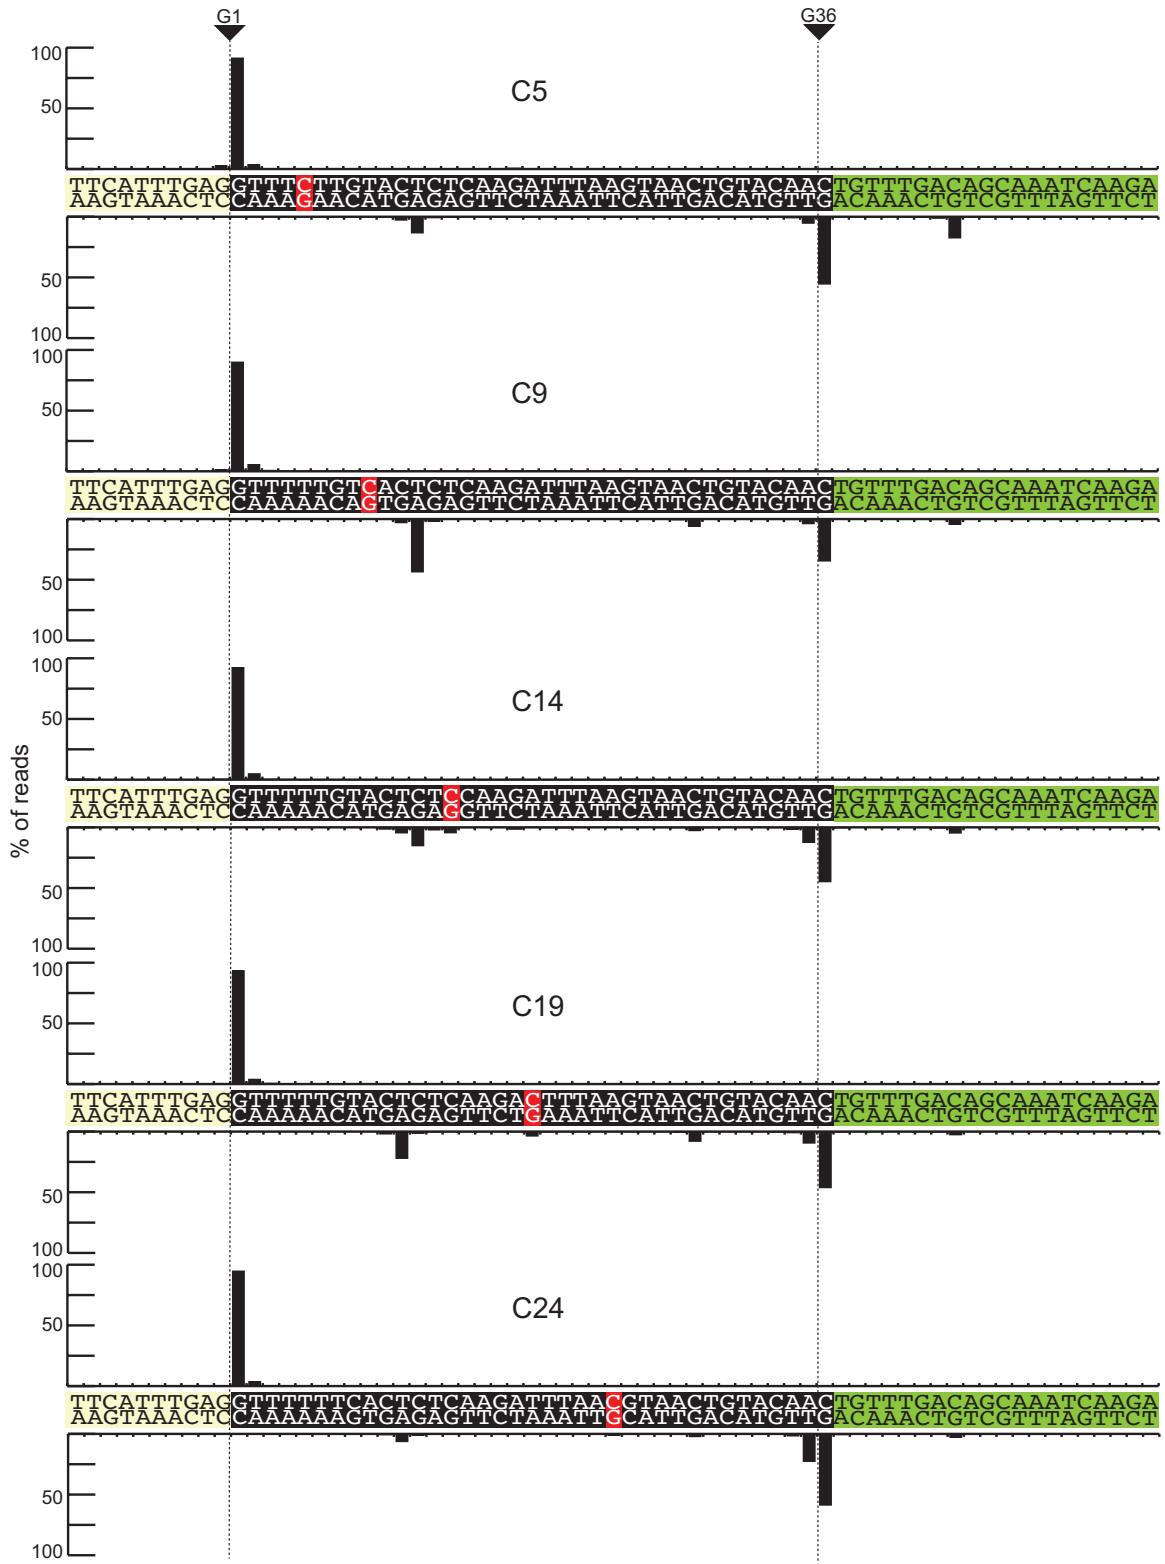 G1 G36
100
50
C5
TTCATTTGAGGTTTCTTGTACTCTCAAGATTTAAGTAACTGTACAACTGTTTGACAGCAAATCAAGA
AAGTAAACTCCAAAGAACATGAGAGTTCTAAATTCATTGACATGTTGACAAACTGTCGTTTAGTTCT
50
100
100
50
C9
TTCATTTGAGGTTTTTGTCACTCTCAAGATTTAAGTAACTGTACAACTGTTTGACAGCAAATCAAGA
AAGTAAACTCCAAAAACAGTGAGAGTTCTAAATTCATTGACATGTTGACAAACTGTCGTTTAGTTCT
50
100
100
50
C14
% of reads
TTCATTTGAGGTTTTTGTACTCTCCAAGATTTAAGTAACTGTACAACTGTTTGACAGCAAATCAAGA
AAGTAAACTCCAAAAACATGAGAGGTTCTAAATTCATTGACATGTTGACAAACTGTCGTTTAGTTCT
50
100
100
50
C19
TTCATTTGAGGTTTTTGTACTCTCAAGACTTTAAGTAACTGTACAACTGTTTGACAGCAAATCAAGA
AAGTAAACTCCAAAAACATGAGAGTTCTGAAATTCATTGACATGTTGACAAACTGTCGTTTAGTTCT
50
100
100
50
C24
TTCATTTGAGGTTTTTTCACTCTCAAGATTTAACGTAACTGTACAACTGTTTGACAGCAAATCAAGA
AAGTAAACTCCAAAAAAGTGAGAGTTCTAAATTGCATTGACATGTTGACAAACTGTCGTTTAGTTCT
50
100